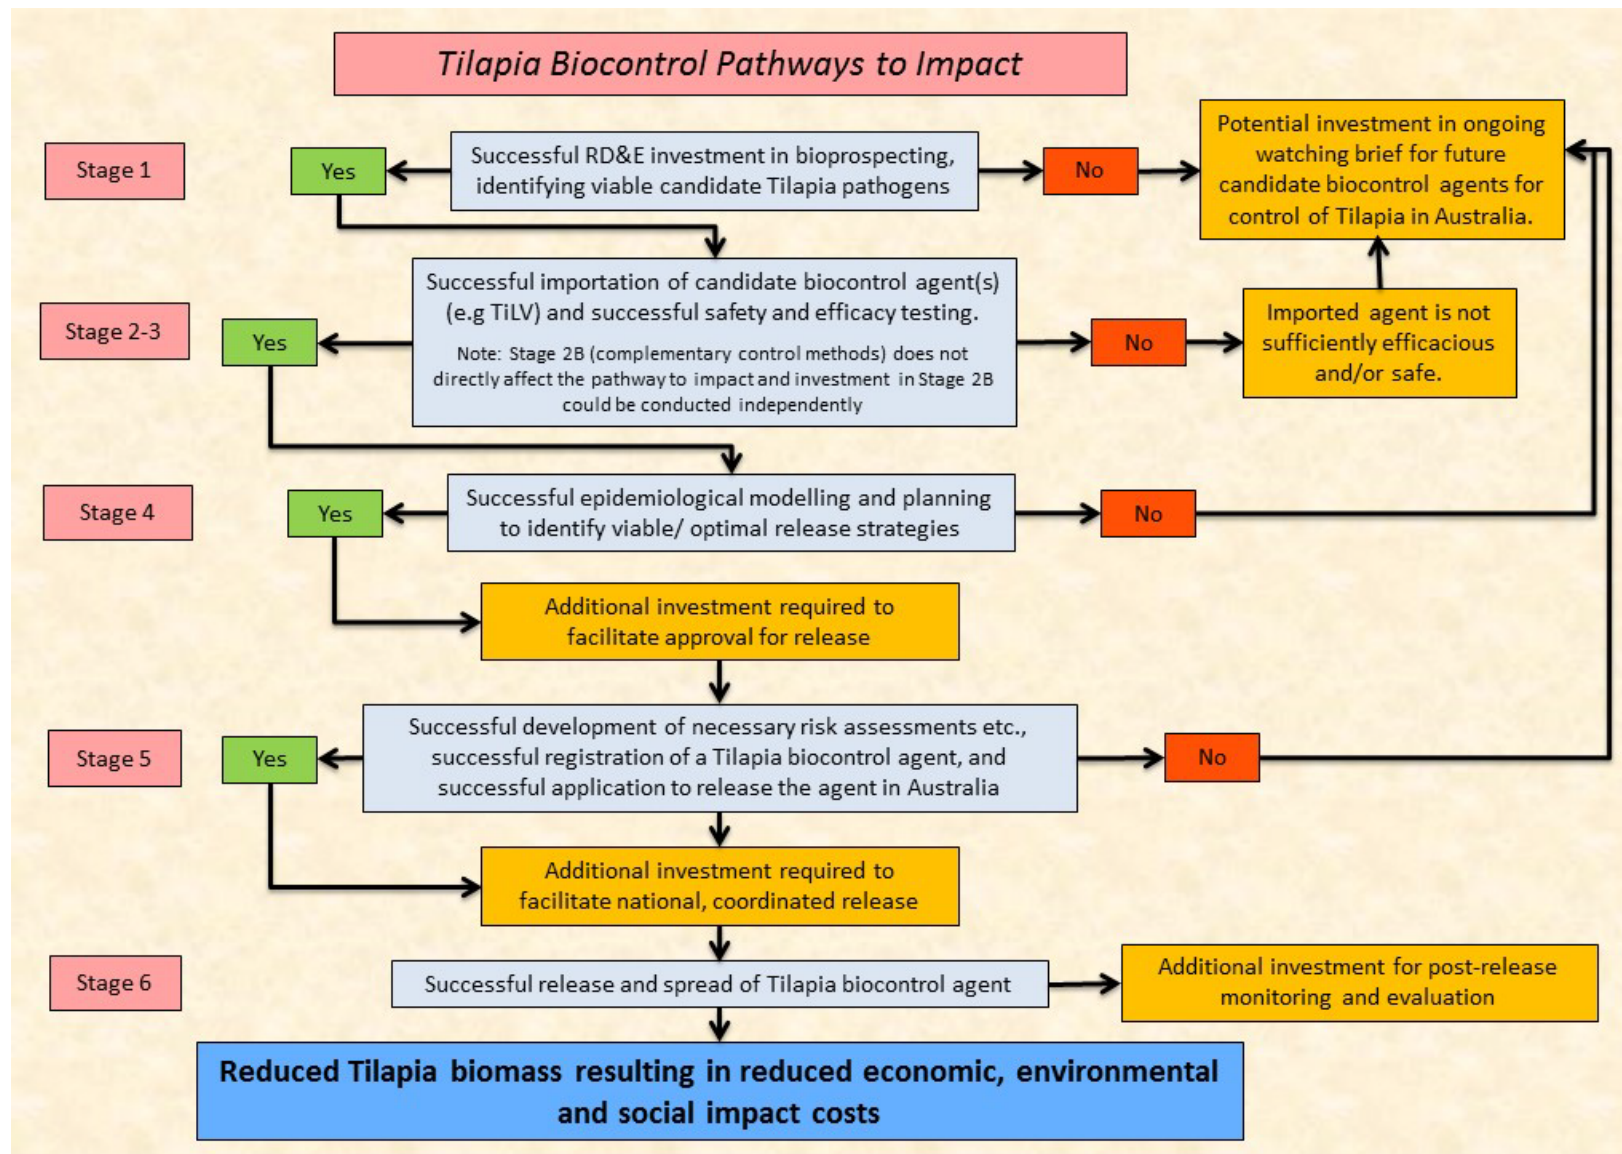 Tilapia Biocontrol Pathways to Impact
Stage 1
Yes
Successful RD&E investment in bioprospecting,
identifying viable candidate Tilapia pathogens
No
Potential investment in ongoing
watching brief for future
candidate biocontrol agents for
control of Tilapia in Australia.
Stage 2-3
Yes
Successful importation of candidate biocontrol agent(s)
(e.g TiLV) and successful safety and efficacy testing.
Note: Stage 2B (complementary control methods) does not
directly affect the pathway to impact and investment in Stage 2B
could be conducted independently
No
Imported agent is not
sufficiently efficacious
and/or safe.
Stage 4
Yes
Successful epidemiological modelling and planning
to identify viable/ optimal release strategies
No
Additional investment required to
facilitate approval for release
Stage 5
Yes
Successful development of necessary risk assessments etc.,
successful registration of a Tilapia biocontrol agent, and
successful application to release the agent in Australia
No
Additional investment required to
facilitate national, coordinated release
Stage 6
Successful release and spread of Tilapia biocontrol agent
Additional investment for post-release
monitoring and evaluation
Reduced Tilapia biomass resulting in reduced economic, environmental
and social impact costs